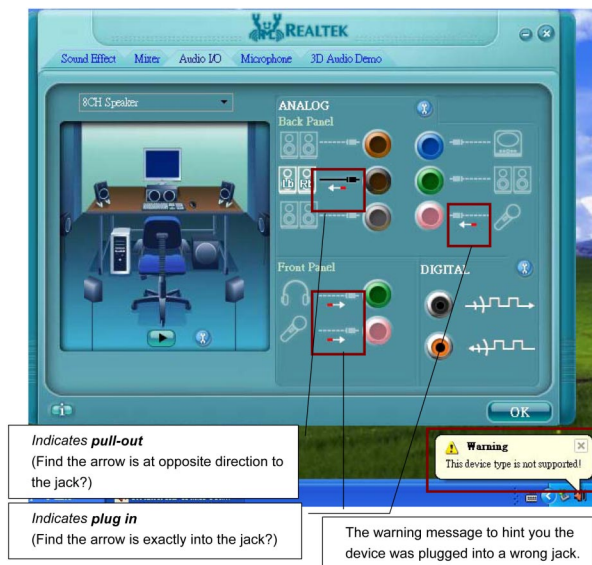 REALTEK
Sound Effect Mixer Audio I/O Microphone 3D Audio Demo
8CH Speaker
ANALOG
Back Panel
Lb Rb
Front Panel
DIGITAL
OK
Indicates pull-out
(Find the arrow is at opposite direction to
the jack?)
Warning
This device type is not supported!
Indicates plug in
(Find the arrow is exactly into the jack?)
The warning message to hint you the
device was plugged into a wrong jack.